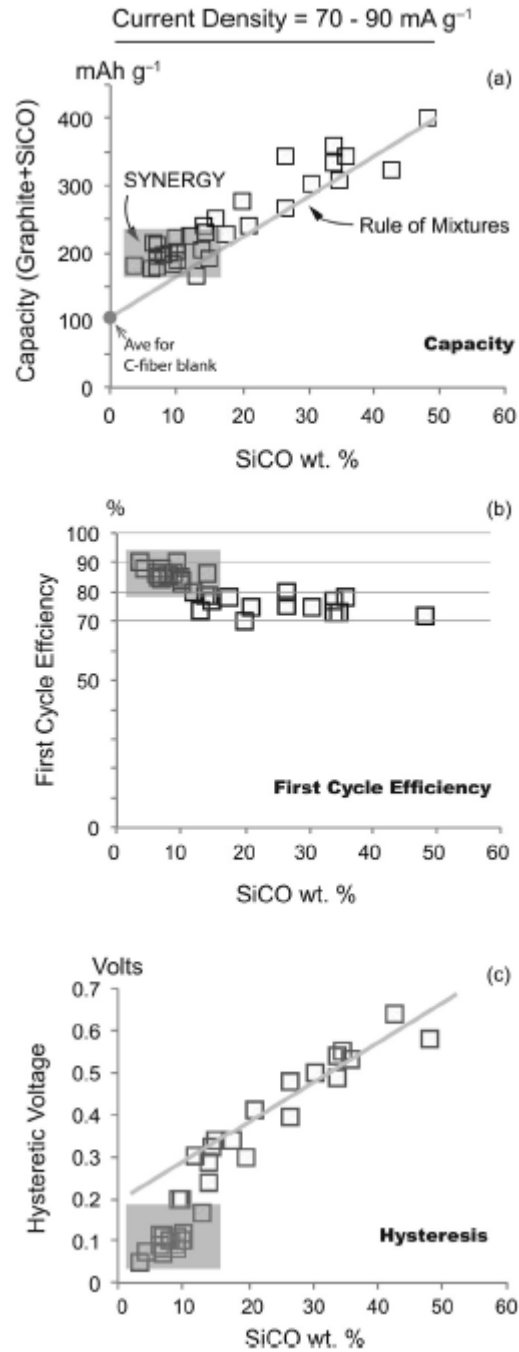 Current Density = 70 - 90 mA g⁻¹
mAh g⁻¹
(a)
400
300
200
100
0
Capacity (Graphite+SiCO)
SYNERGY
Rule of Mixtures
Ave for
C-fiber blank
Capacity
0 10 20 30 40 50 60
SiCO wt. %
%
(b)
100
90
80
70
50
0
First Cycle Effciency
First Cycle Efficiency
0 10 20 30 40 50 60
SiCO wt. %
Volts
(c)
0.7
0.6
0.5
0.4
0.3
0.2
0.1
0
Hysteretic Voltage
Hysteresis
0 10 20 30 40 50 60
SiCO wt. %